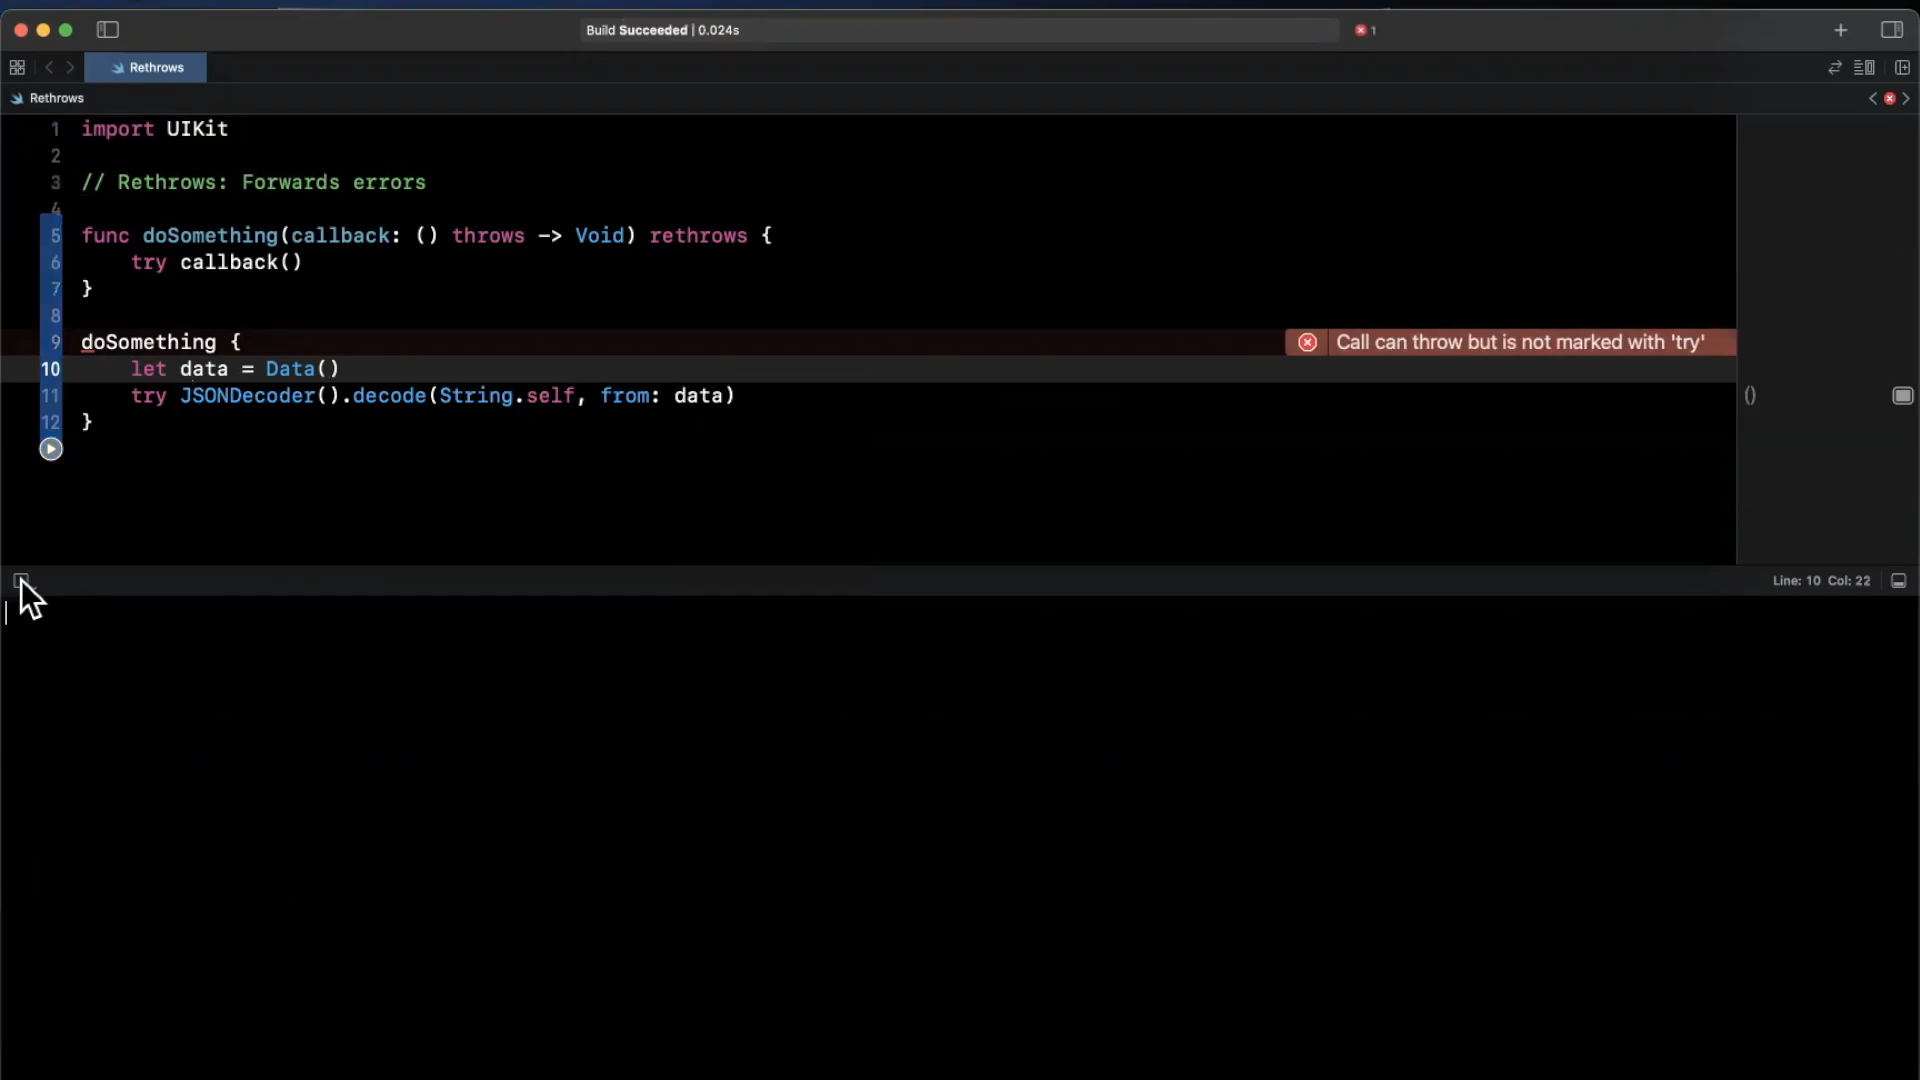 Build Succeeded | 0.024s
1
Rethrows
Rethrows
1 import UIKit
2
3 // Rethrows: Forwards errors
4
5 func doSomething(callback: () throws -> Void) rethrows {
6 try callback()
7 }
8
9 doSomething {
Call can throw but is not marked with 'try'
10 let data = Data()
11 try JSONDecoder().decode(String.self, from: data)
()
12 }
Line: 10 Col: 22